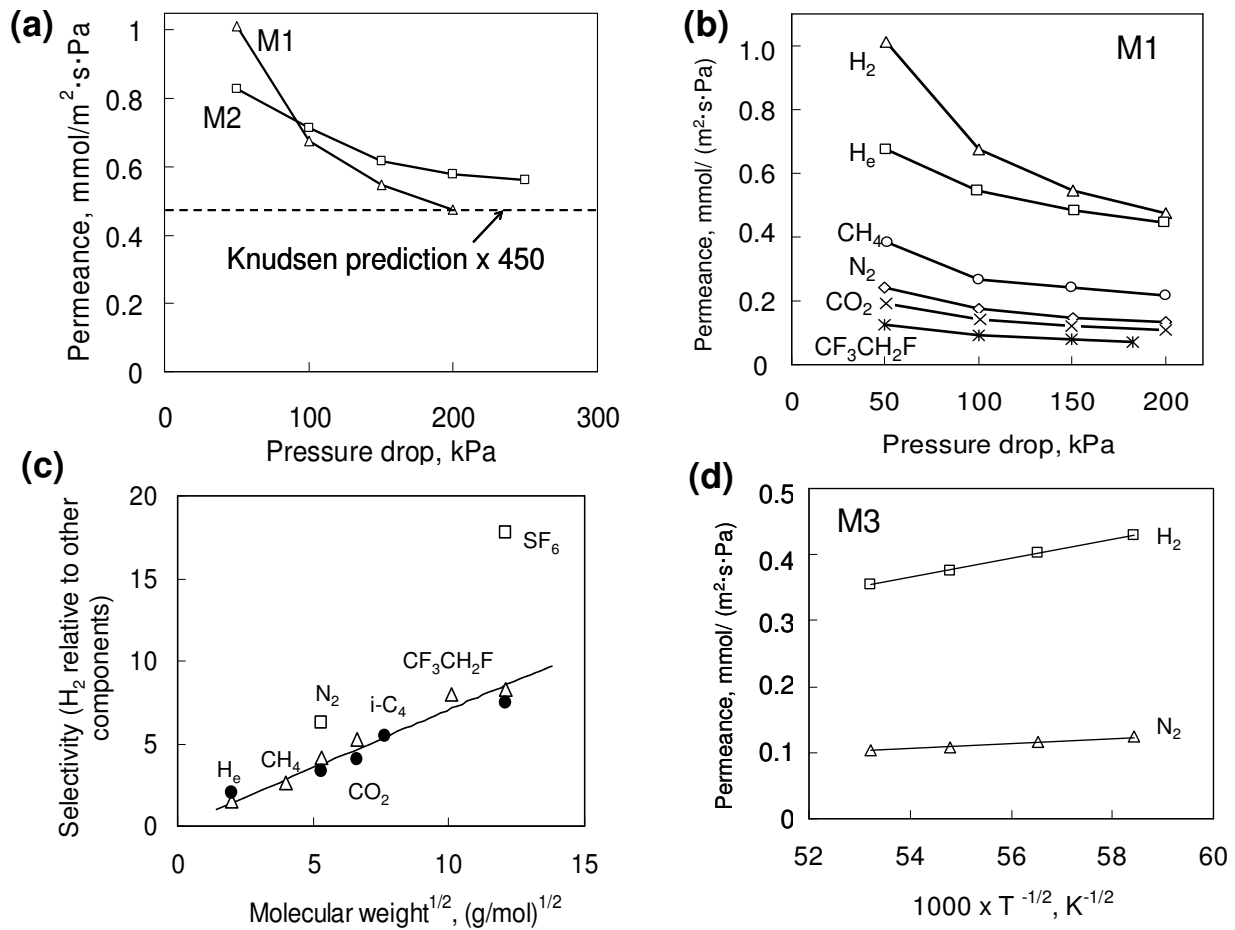 (a)
Permeance, mmol/m²·s·Pa
1
0.8
0.6
0.4
0.2
0
M1
M2
Knudsen prediction x 450
0 100 200 300
Pressure drop, kPa
(b)
Permeance, mmol/ (m²·s·Pa)
1.0
0.8
0.6
0.4
0.2
0
M1
H₂
Hₑ
CH₄
N₂
CO₂
CF₃CH₂F
0 50 100 150 200
Pressure drop, kPa
(c)
Selectivity (H₂ relative to other
components)
20
15
10
5
0
SF₆
CF₃CH₂F
N₂
i-C₄
Hₑ
CH₄
CO₂
0 5 10 15
Molecular weight^1/2, (g/mol)^1/2
(d)
Permeance, mmol/ (m²·s·Pa)
0.5
0.4
0.3
0.2
0.1
0.0
M3
H₂
N₂
52 54 56 58 60
1000 x T ^-1/2, K^-1/2